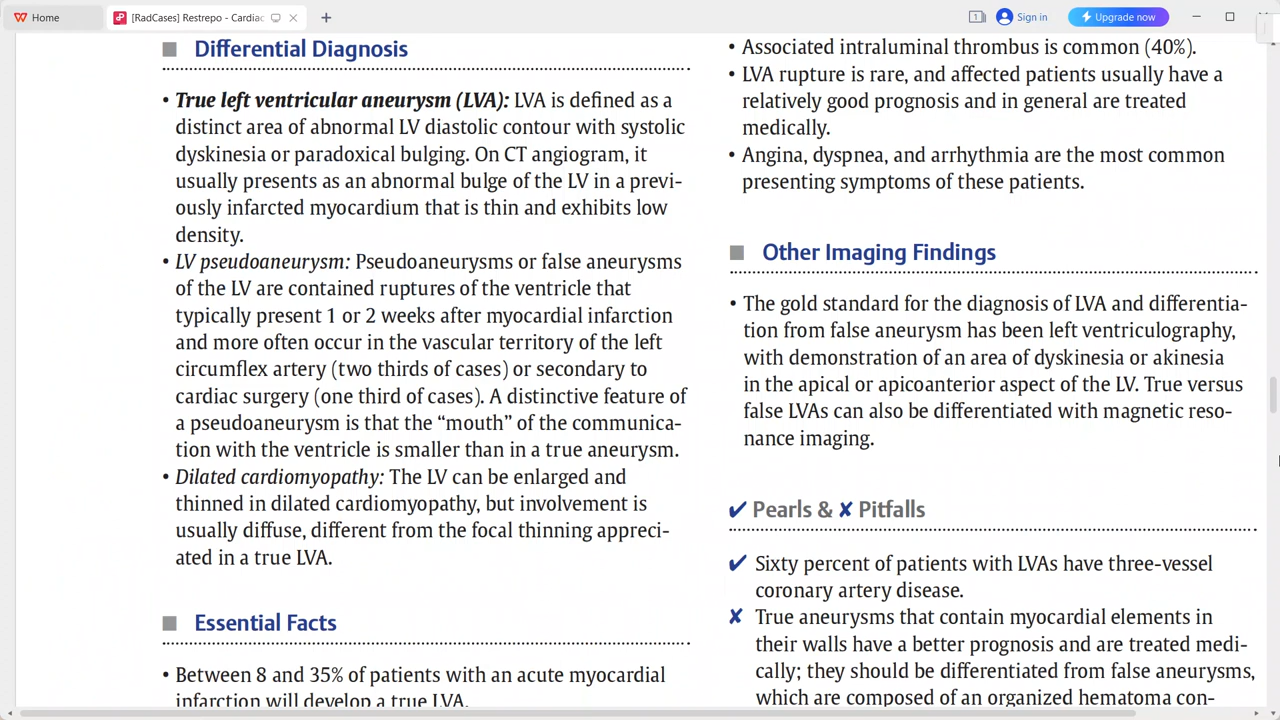 Home
[RadCases] Restrepo - Cardiac
Sign in
Upgrade now
Differential Diagnosis
• True left ventricular aneurysm (LVA): LVA is defined as a
distinct area of abnormal LV diastolic contour with systolic
dyskinesia or paradoxical bulging. On CT angiogram, it
usually presents as an abnormal bulge of the LV in a previ-
ously infarcted myocardium that is thin and exhibits low
density.
• LV pseudoaneurysm: Pseudoaneurysms or false aneurysms
of the LV are contained ruptures of the ventricle that
typically present 1 or 2 weeks after myocardial infarction
and more often occur in the vascular territory of the left
circumflex artery (two thirds of cases) or secondary to
cardiac surgery (one third of cases). A distinctive feature of
a pseudoaneurysm is that the “mouth” of the communica-
tion with the ventricle is smaller than in a true aneurysm.
• Dilated cardiomyopathy: The LV can be enlarged and
thinned in dilated cardiomyopathy, but involvement is
usually diffuse, different from the focal thinning appreci-
ated in a true LVA.
Essential Facts
• Between 8 and 35% of patients with an acute myocardial
infarction will develop a true LVA.
• Associated intraluminal thrombus is common (40%).
• LVA rupture is rare, and affected patients usually have a
relatively good prognosis and in general are treated
medically.
• Angina, dyspnea, and arrhythmia are the most common
presenting symptoms of these patients.
Other Imaging Findings
• The gold standard for the diagnosis of LVA and differentia-
tion from false aneurysm has been left ventriculography,
with demonstration of an area of dyskinesia or akinesia
in the apical or apicoanterior aspect of the LV. True versus
false LVAs can also be differentiated with magnetic reso-
nance imaging.
✔ Pearls & ✘ Pitfalls
✔ Sixty percent of patients with LVAs have three-vessel
coronary artery disease.
✘ True aneurysms that contain myocardial elements in
their walls have a better prognosis and are treated medi-
cally; they should be differentiated from false aneurysms,
which are composed of an organized hematoma con-